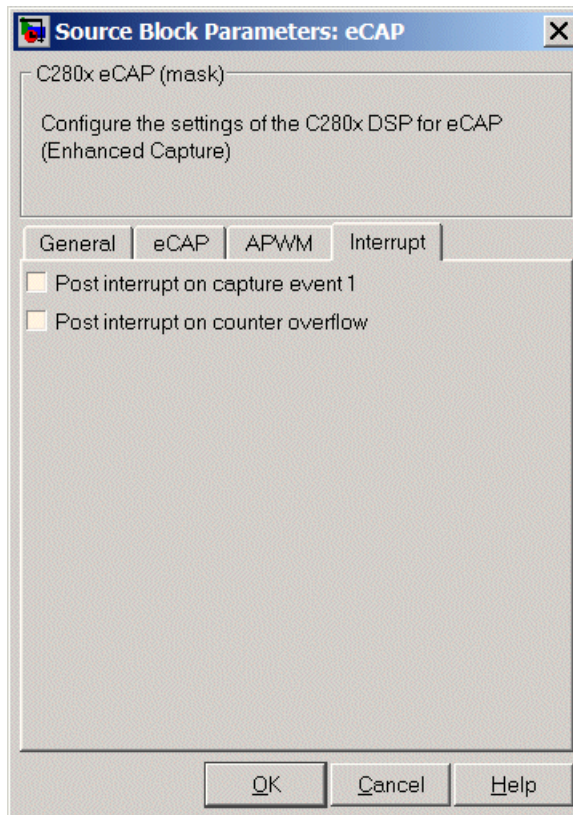 Source Block Parameters: eCAP
C280x eCAP (mask)
Configure the settings of the C280x DSP for eCAP
(Enhanced Capture)
General eCAP APWM Interrupt
Post interrupt on capture event 1
Post interrupt on counter overflow
OK Cancel Help